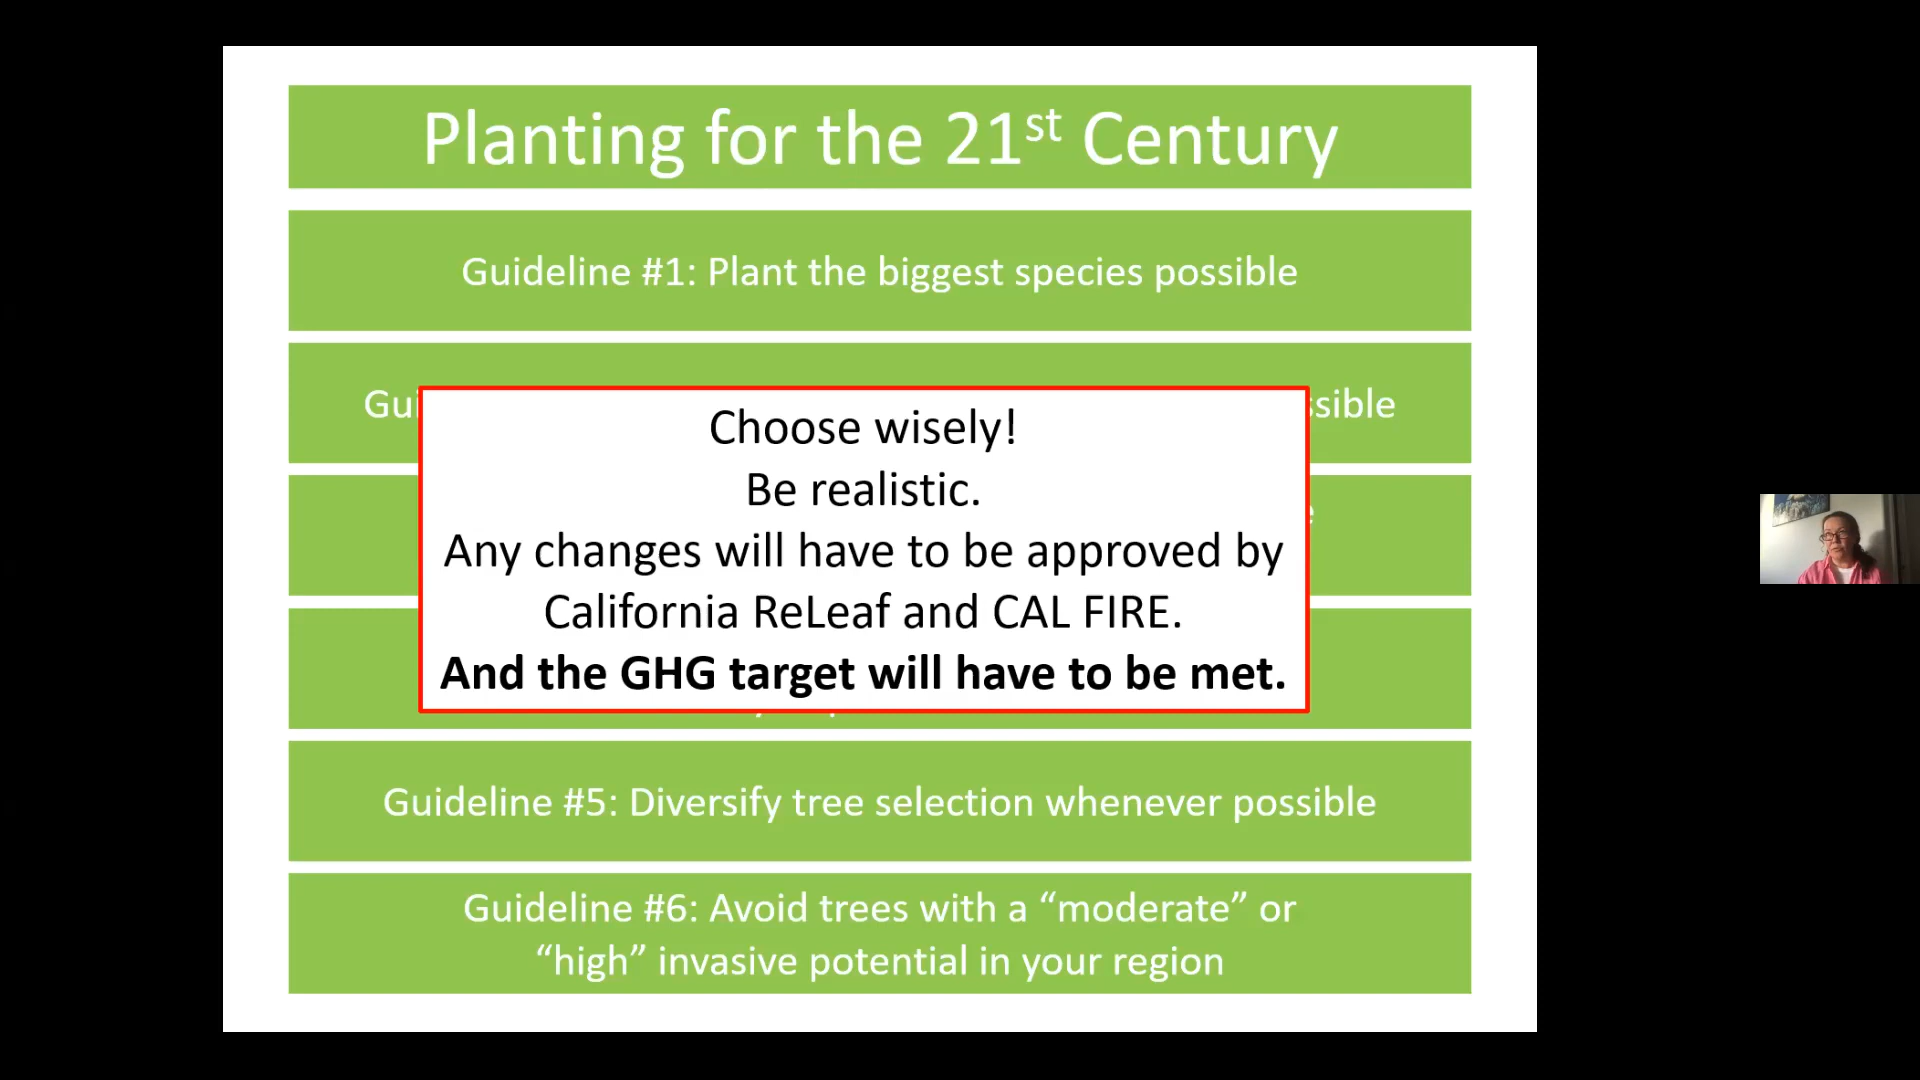 Planting for the 21st Century
Guideline #1: Plant the biggest species possible
Choose wisely!
Be realistic.
Any changes will have to be approved by
California ReLeaf and CAL FIRE.
And the GHG target will have to be met.
Guideline #5: Diversify tree selection whenever possible
Guideline #6: Avoid trees with a “moderate” or
“high” invasive potential in your region